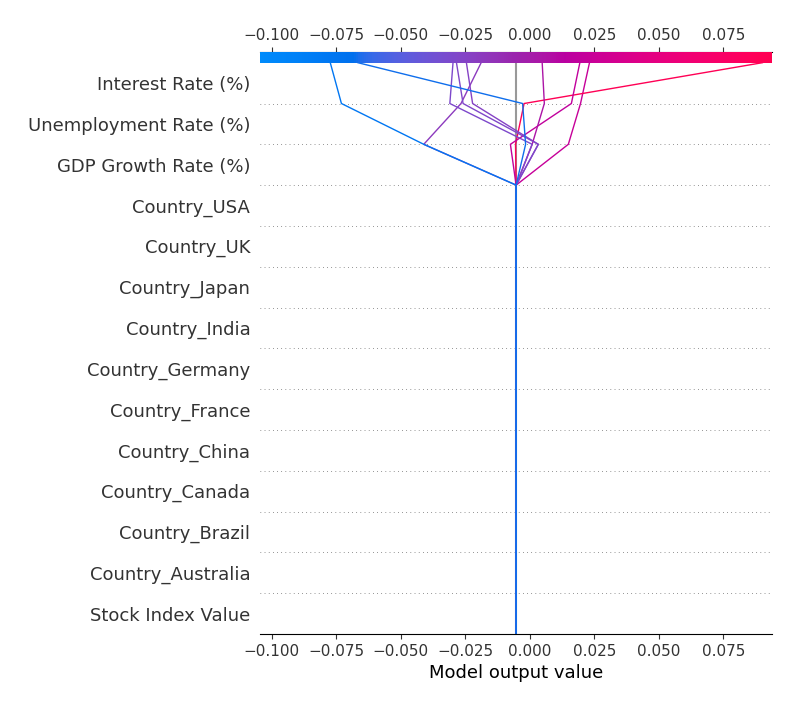 −0.100 −0.075 −0.050 −0.025 0.000 0.025 0.050 0.075
Interest Rate (%)
Unemployment Rate (%)
GDP Growth Rate (%)
Country_USA
Country_UK
Country_Japan
Country_India
Country_Germany
Country_France
Country_China
Country_Canada
Country_Brazil
Country_Australia
Stock Index Value
−0.100 −0.075 −0.050 −0.025 0.000 0.025 0.050 0.075
Model output value